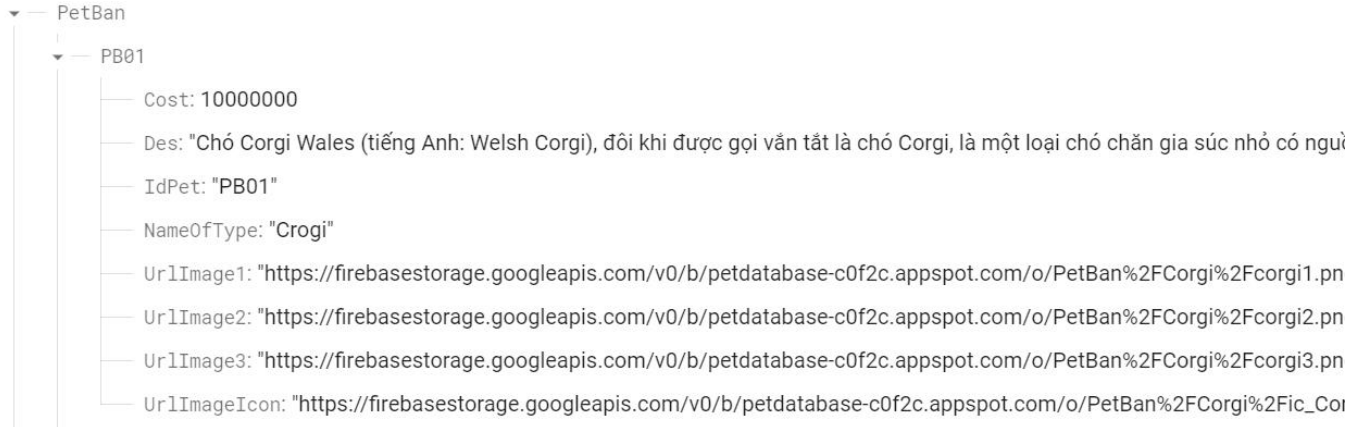 PetBan
PB01
Cost: 10000000
Des: "Chó Corgi Wales (tiếng Anh: Welsh Corgi), đôi khi được gọi vắn tắt là chó Corgi, là một loại chó chăn gia súc nhỏ có
IdPet: "PB01"
NameOfType: "Crogi"
UrlImage1: "https://firebasestorage.googleapis.com/v0/b/petdatabase-c0f2c.appspot.com/o/PetBan%2FCorgi%2Fcorgi1.pn
UrlImage2: "https://firebasestorage.googleapis.com/v0/b/petdatabase-c0f2c.appspot.com/o/PetBan%2FCorgi%2Fcorgi2.pn
UrlImage3: "https://firebasestorage.googleapis.com/v0/b/petdatabase-c0f2c.appspot.com/o/PetBan%2FCorgi%2Fcorgi3.pn
UrlImageIcon: "https://firebasestorage.googleapis.com/v0/b/petdatabase-c0f2c.appspot.com/o/PetBan%2FCorgi%2Fic_Cor